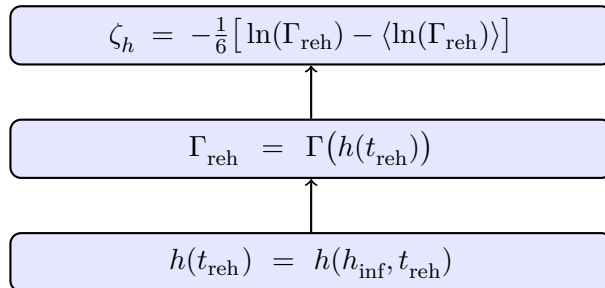 ζ_h = −1/6[ ln(Γ_reh) − ⟨ln(Γ_reh)⟩]
Γ_reh = Γ(h(t_reh))
h(t_reh) = h(h_inf, t_reh)